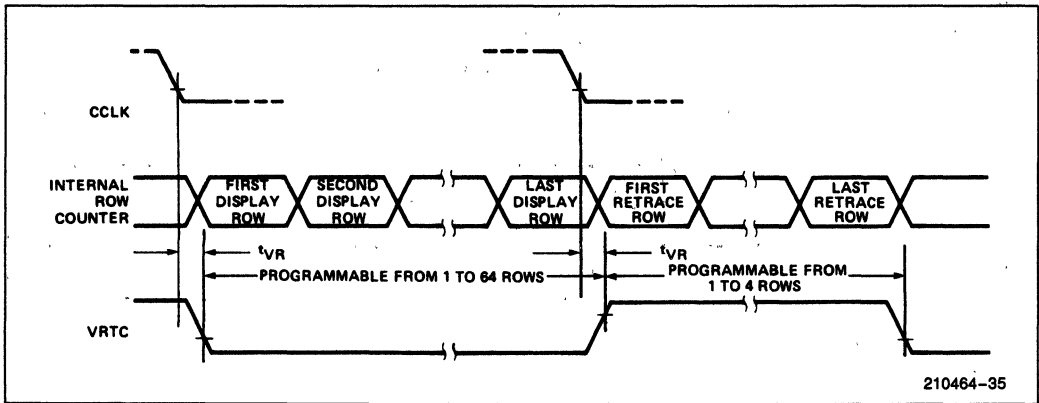 CCLK
INTERNAL
ROW
COUNTER
FIRST
DISPLAY
ROW
SECOND
DISPLAY
ROW
LAST
DISPLAY
ROW
FIRST
RETRACE
ROW
LAST
RETRACE
ROW
tVR
tVR
PROGRAMMABLE FROM 1 TO 64 ROWS
PROGRAMMABLE FROM
1 TO 4 ROWS
VRTC
210464-35